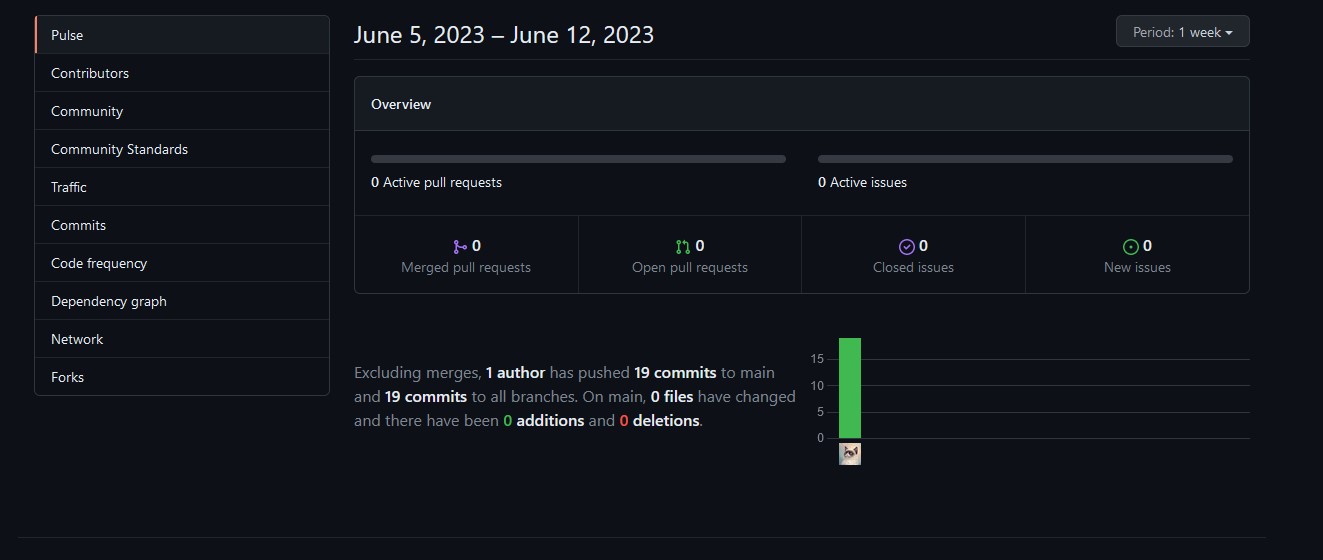 Pulse
Contributors
Community
Community Standards
Traffic
Commits
Code frequency
Dependency graph
Network
Forks
June 5, 2023 – June 12, 2023
Period: 1 week
Overview
0 Active pull requests
0 Active issues
0
Merged pull requests
0
Open pull requests
0
Closed issues
0
New issues
Excluding merges, 1 author has pushed 19 commits to main
and 19 commits to all branches. On main, 0 files have changed
and there have been 0 additions and 0 deletions.
15
10
5
0